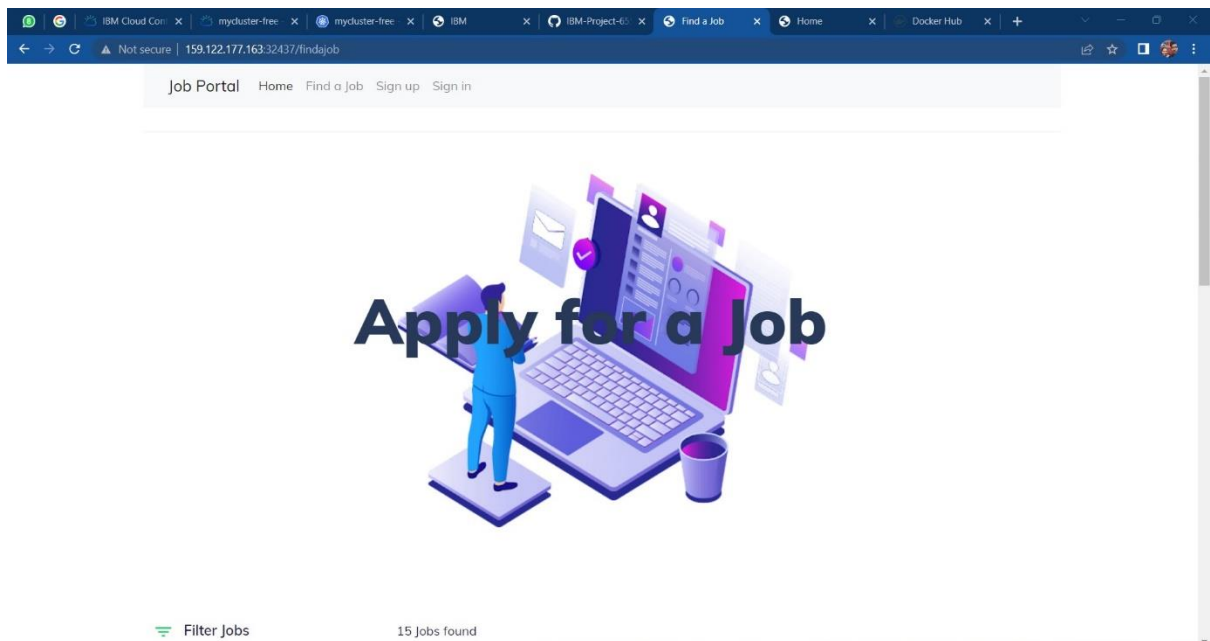 IBM Cloud Con
mycluster-free
mycluster-free
IBM
IBM-Project-65
Find a Job
Home
Docker Hub
Not secure | 159.122.177.163:32437/findajob
Job Portal Home Find a Job Sign up Sign in
Apply for a Job
Filter Jobs
15 Jobs found